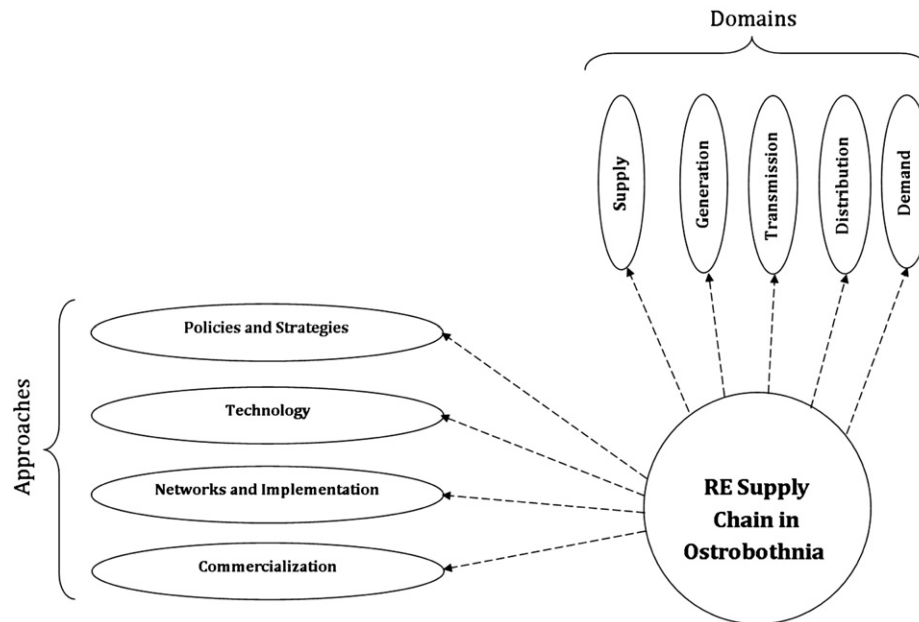 Domains
Supply
Generation
Transmission
Distribution
Demand
Approaches
Policies and Strategies
Technology
Networks and Implementation
Commercialization
RE Supply
Chain in
Ostrobothnia